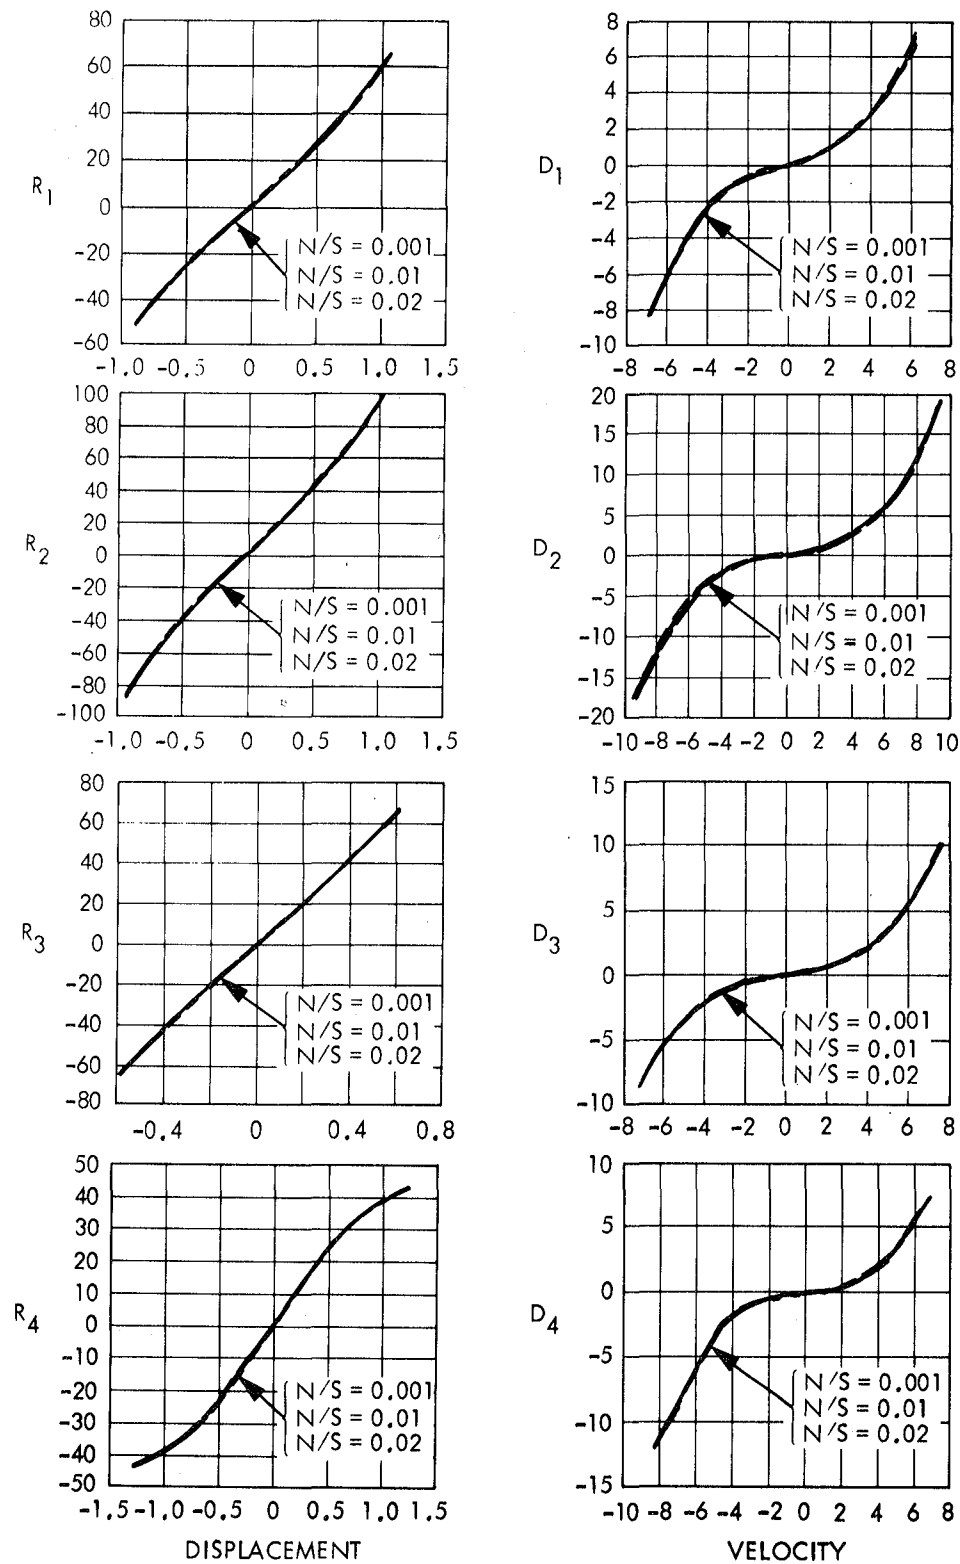 80
60
40
20
0
-20
-40
-60
R1
N/S = 0.001
N/S = 0.01
N/S = 0.02
-1.0 -0.5 0 0.5 1.0 1.5
8
6
4
2
0
-2
-4
-6
-8
-10
D1
N/S = 0.001
N/S = 0.01
N/S = 0.02
-8 -6 -4 -2 0 2 4 6 8
100
80
60
40
20
0
-20
-40
-60
-80
-100
R2
N/S = 0.001
N/S = 0.01
N/S = 0.02
-1.0 -0.5 0 0.5 1.0 1.5
20
15
10
5
0
-5
-10
-15
-20
D2
N/S = 0.001
N/S = 0.01
N/S = 0.02
-10 -8 -6 -4 -2 0 2 4 6 8 10
80
60
40
20
0
-20
-40
-60
-80
R3
N/S = 0.001
N/S = 0.01
N/S = 0.02
-0.4 0 0.4 0.8
15
10
5
0
-5
-10
D3
N/S = 0.001
N/S = 0.01
N/S = 0.02
-8 -6 -4 -2 0 2 4 6 8
50
40
30
20
10
0
-10
-20
-30
-40
-50
R4
N/S = 0.001
N/S = 0.01
N/S = 0.02
-1.5 -1.0 -0.5 0 0.5 1.0 1.5
DISPLACEMENT
10
5
0
-5
-10
-15
D4
N/S = 0.001
N/S = 0.01
N/S = 0.02
-10 -8 -6 -4 -2 0 2 4 6 8
VELOCITY